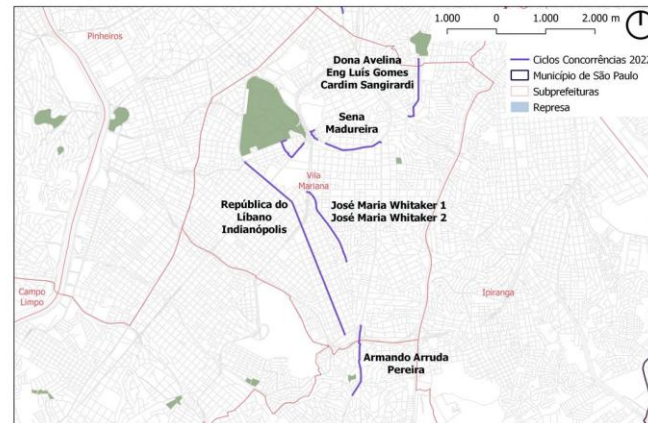 1.000 0 1.000 2.000 m
Pinheiros
Dona Avelina
Eng Luís Gomes
Cardim Sangirardi
Ciclos Concorrências 2022
Município de São Paulo
Subprefeituras
Represa
Sena
Madureira
Vila
Mariana
República do
Líbano
Indianópolis
José Maria Whitaker 1
José Maria Whitaker 2
Campo
Limpo
Ipiranga
Armando Arruda
Pereira